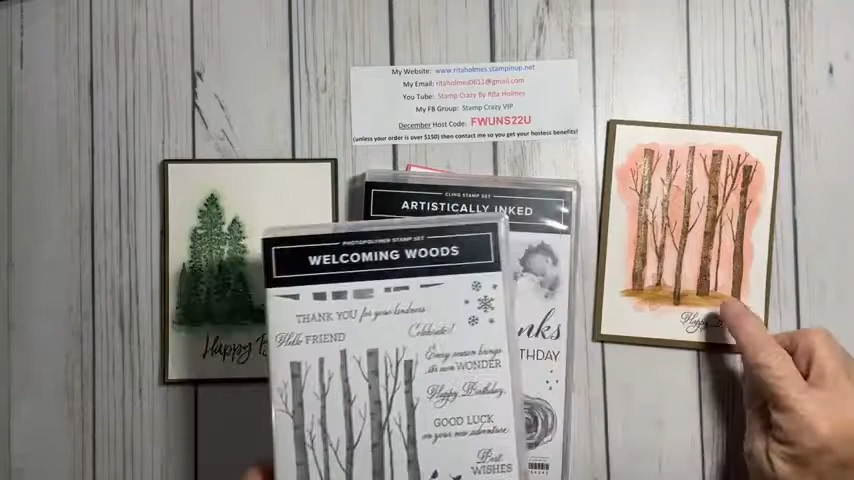 My Website: www.ritaholmes.stampinup.net
My Email: ritaholmes0611@gmail.com
You Tube: Stamp Crazy By Rita Holmes
My FB Group: Stamp Crazy VIP
December Host Code: FWUNS22U
(unless your order is over $150) then contact me so you get your hostess benefits!)
CLING STAMP SET
ARTISTICALLY INKED
PHOTOPOLYMER STAMP SET
WELCOMING WOODS
THANK YOU for your kindness
Hello FRIEND
Celebrate!
Every season brings
its own WONDER
Happy Birthday
GOOD LUCK
on your new adventure
Best
WISHES
THDAY
Happy
Happy